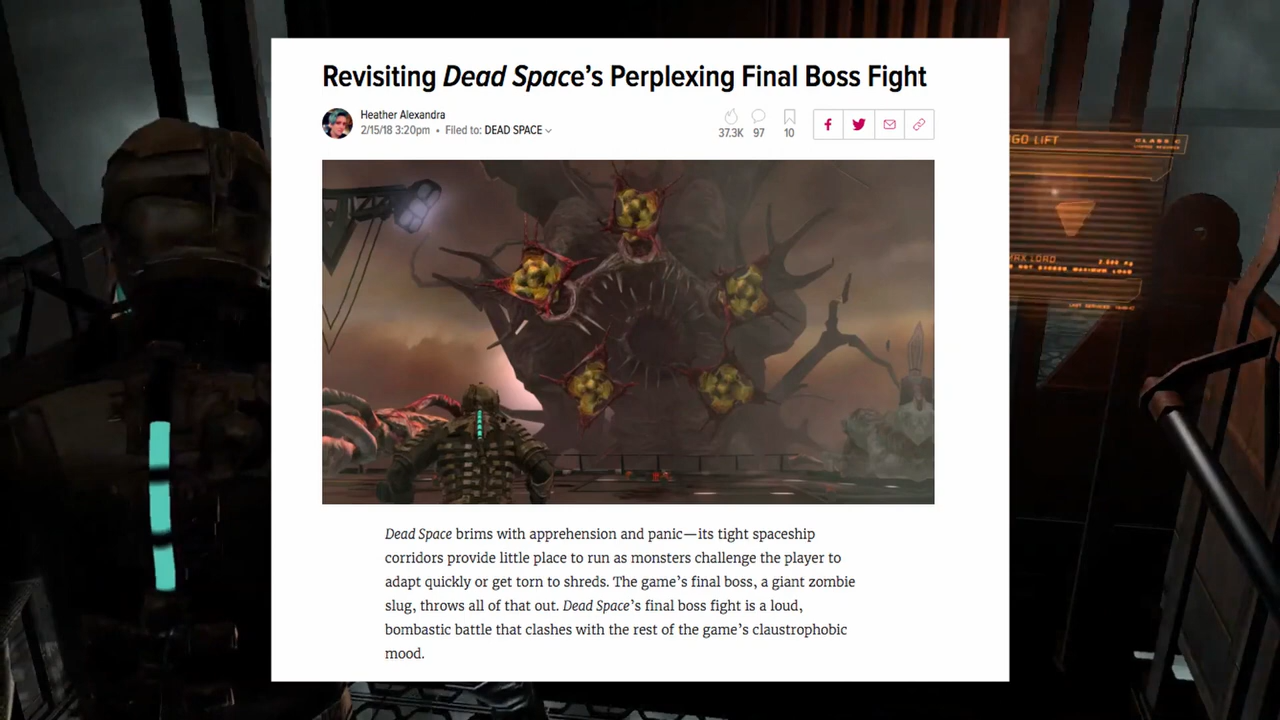 Revisiting Dead Space's Perplexing Final Boss Fight
Heather Alexandra
2/15/18 3:20pm • Filed to: DEAD SPACE
37.3K 97 10
GO LIFT
CLASS C
MAX LOAD
Dead Space brims with apprehension and panic—its tight spaceship
corridors provide little place to run as monsters challenge the player to
adapt quickly or get torn to shreds. The game's final boss, a giant zombie
slug, throws all of that out. Dead Space's final boss fight is a loud,
bombastic battle that clashes with the rest of the game's claustrophobic
mood.